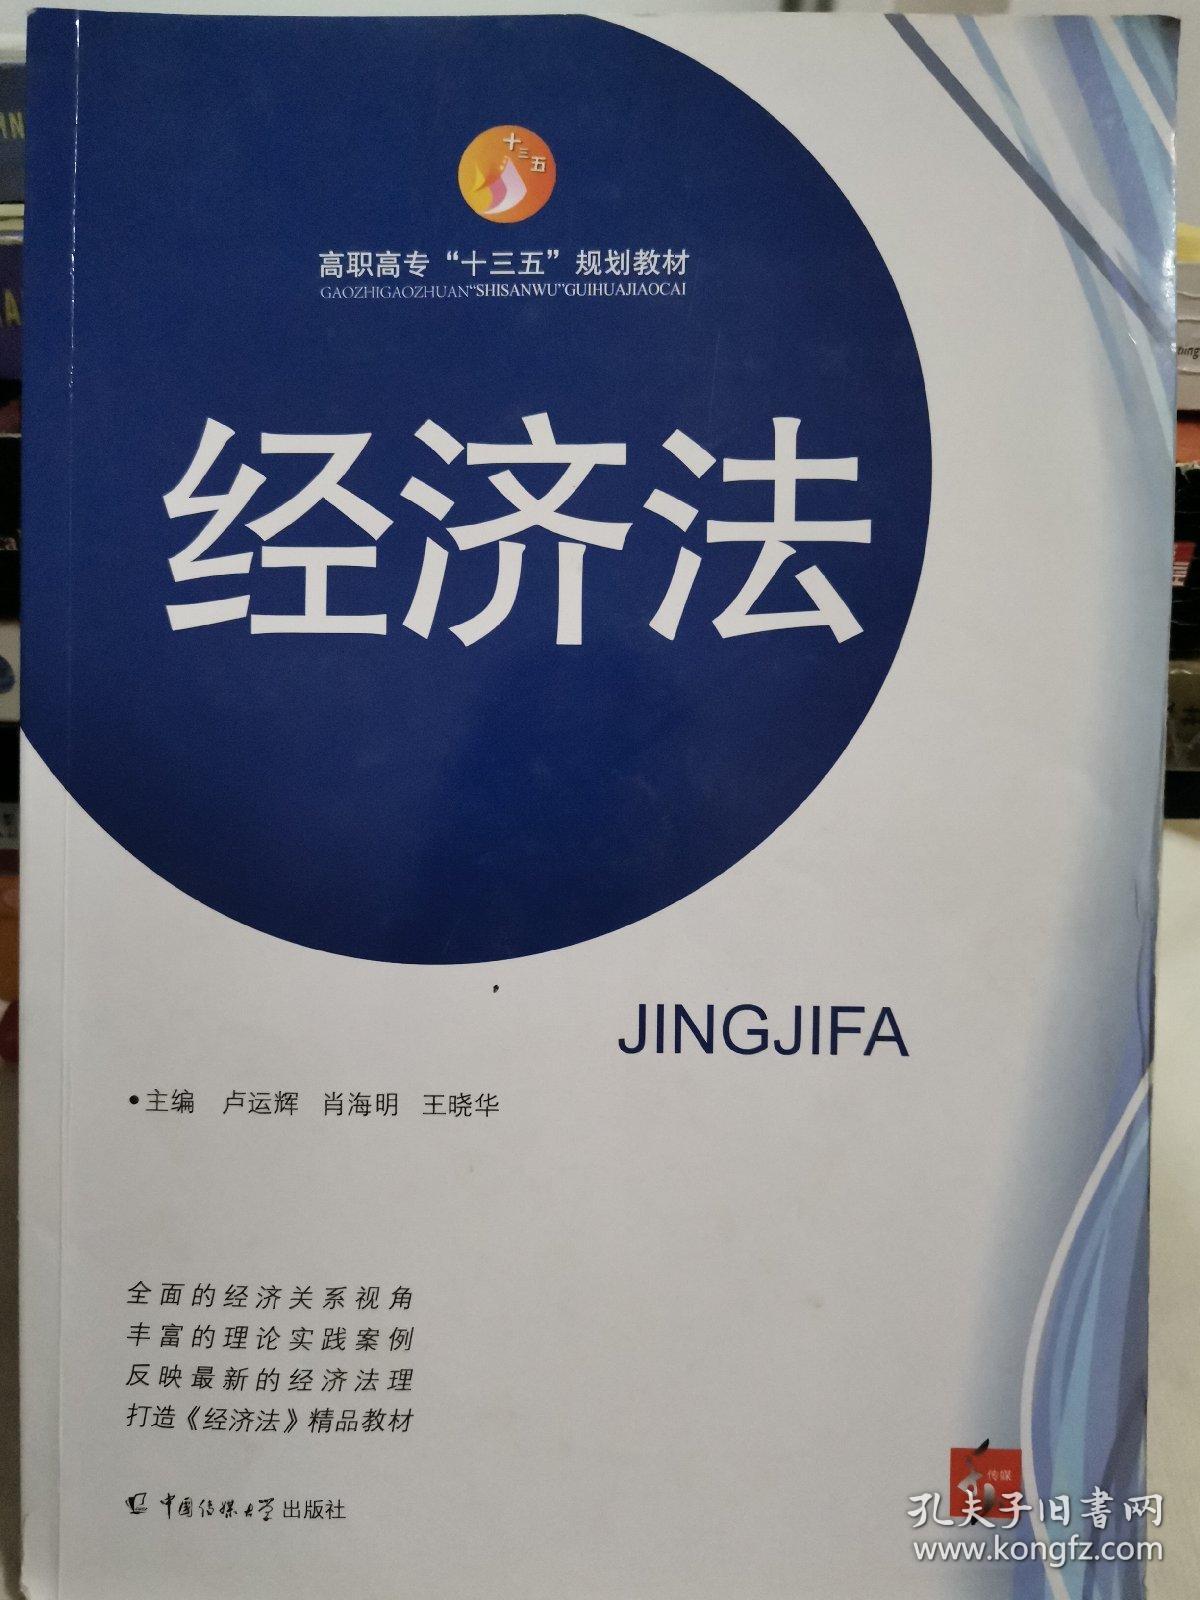 十三五
高职高专“十三五”规划教材
GAOZHIGAOZHUAN“SHISANWU”GUIHUAJIAOCAI
经济法
JINGJIFA
•主编 卢运辉 肖海明 王晓华
全面的经济关系视角
丰富的理论实践案例
反映最新的经济法理
打造《经济法》精品教材
中国传媒大学出版社
传媒
孔夫子旧书网
www.kongfz.com